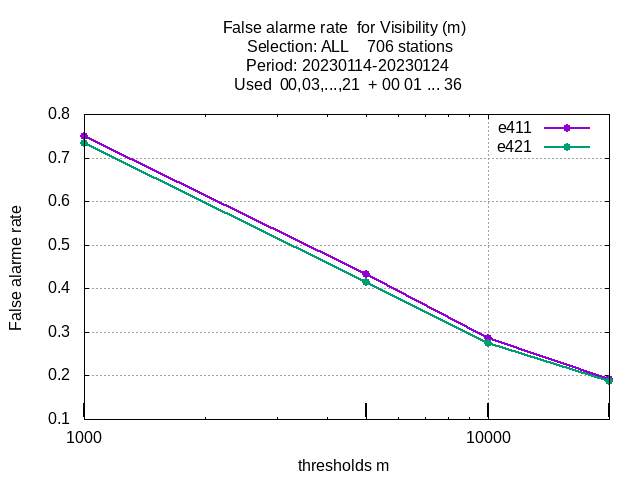 False alarme rate  for Visibility (m)
Selection: ALL    706 stations
Period: 20230114-20230124
Used  00,03,...,21  + 00 01 ... 36
e411
e421
0.8
0.7
0.6
0.5
0.4
0.3
0.2
0.1
False alarme rate
1000
10000
thresholds m